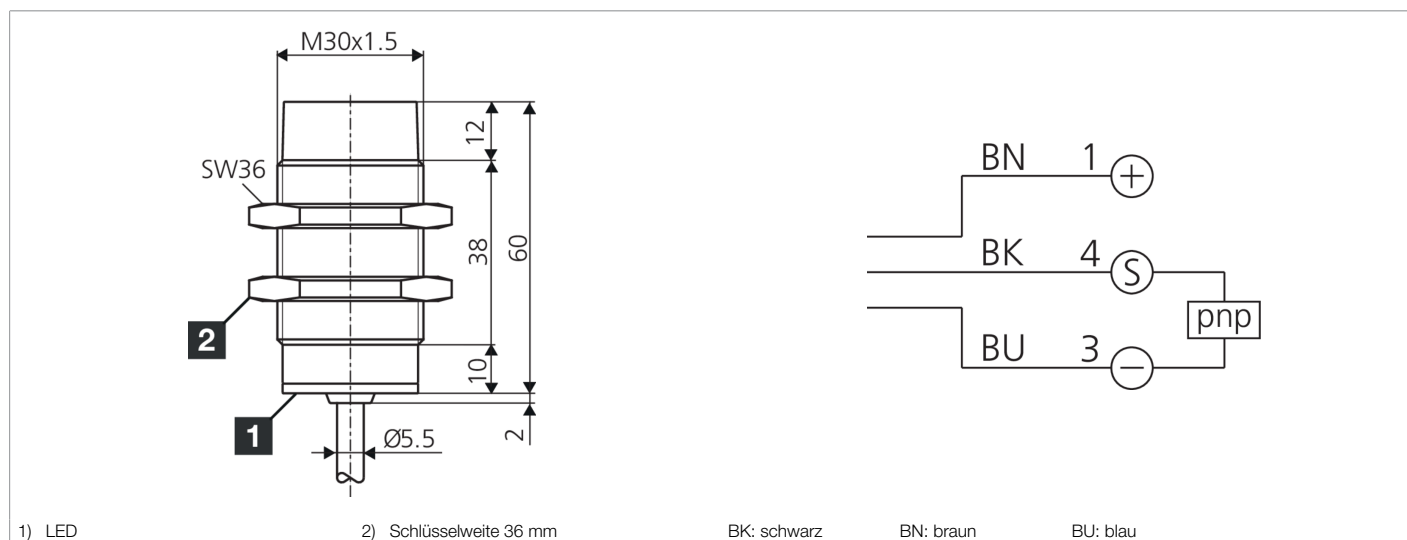 M30x1.5
12
SW36
38
60
2
10
1
Ø5.5
2
BN 1 +
BK 4 S
pnp
BU 3 −
1) LED 2) Schlüsselweite 36 mm BK: schwarz BN: braun BU: blau